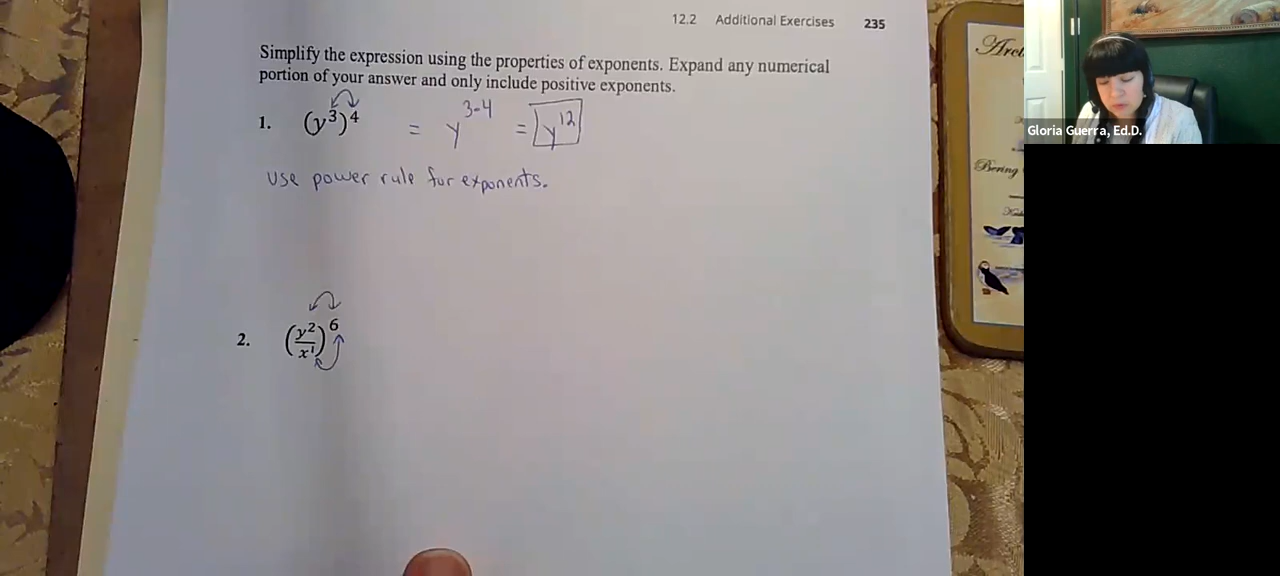 12.2 Additional Exercises 235
Simplify the expression using the properties of exponents. Expand any numerical
portion of your answer and only include positive exponents.
1. (y³)⁴ = y³·⁴ = y¹²
use power rule for exponents.
2. (y²/x¹)⁶
Gloria Guerra, Ed.D.
Bering